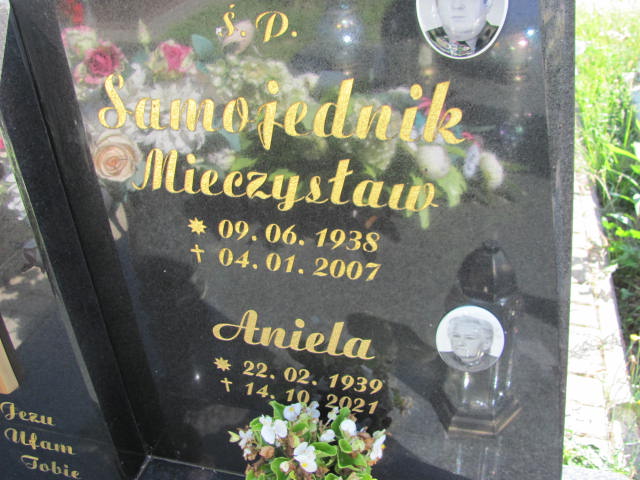 Ś. P.
Samojednik
Mieczysław
* 09. 06. 1938
† 04. 01. 2007
Aniela
* 22. 02. 1939
† 14. 10. 2021
Jezu
Ufam
Tobie